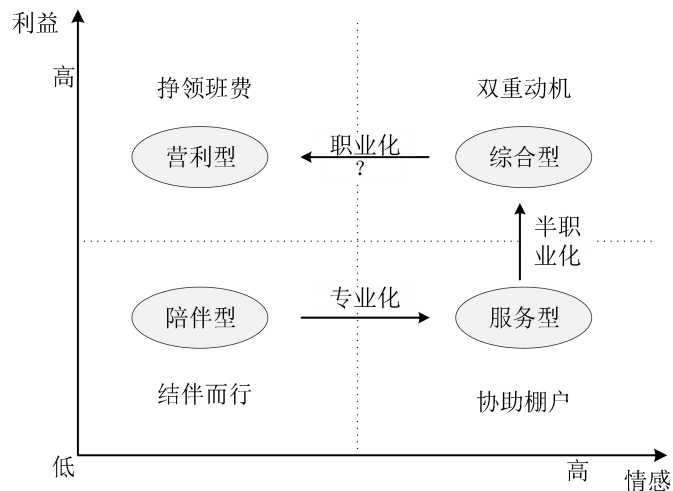 利益
高
挣领班费
双重动机
营利型
职业化
?
综合型
半职
业化
陪伴型
专业化
服务型
结伴而行
协助棚户
低
高
情感